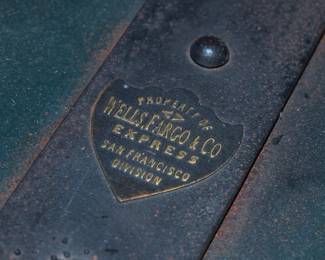 PROPERTY OF
WELLS, FARGO & CO
EXPRESS
SAN FRANCISCO
DIVISION